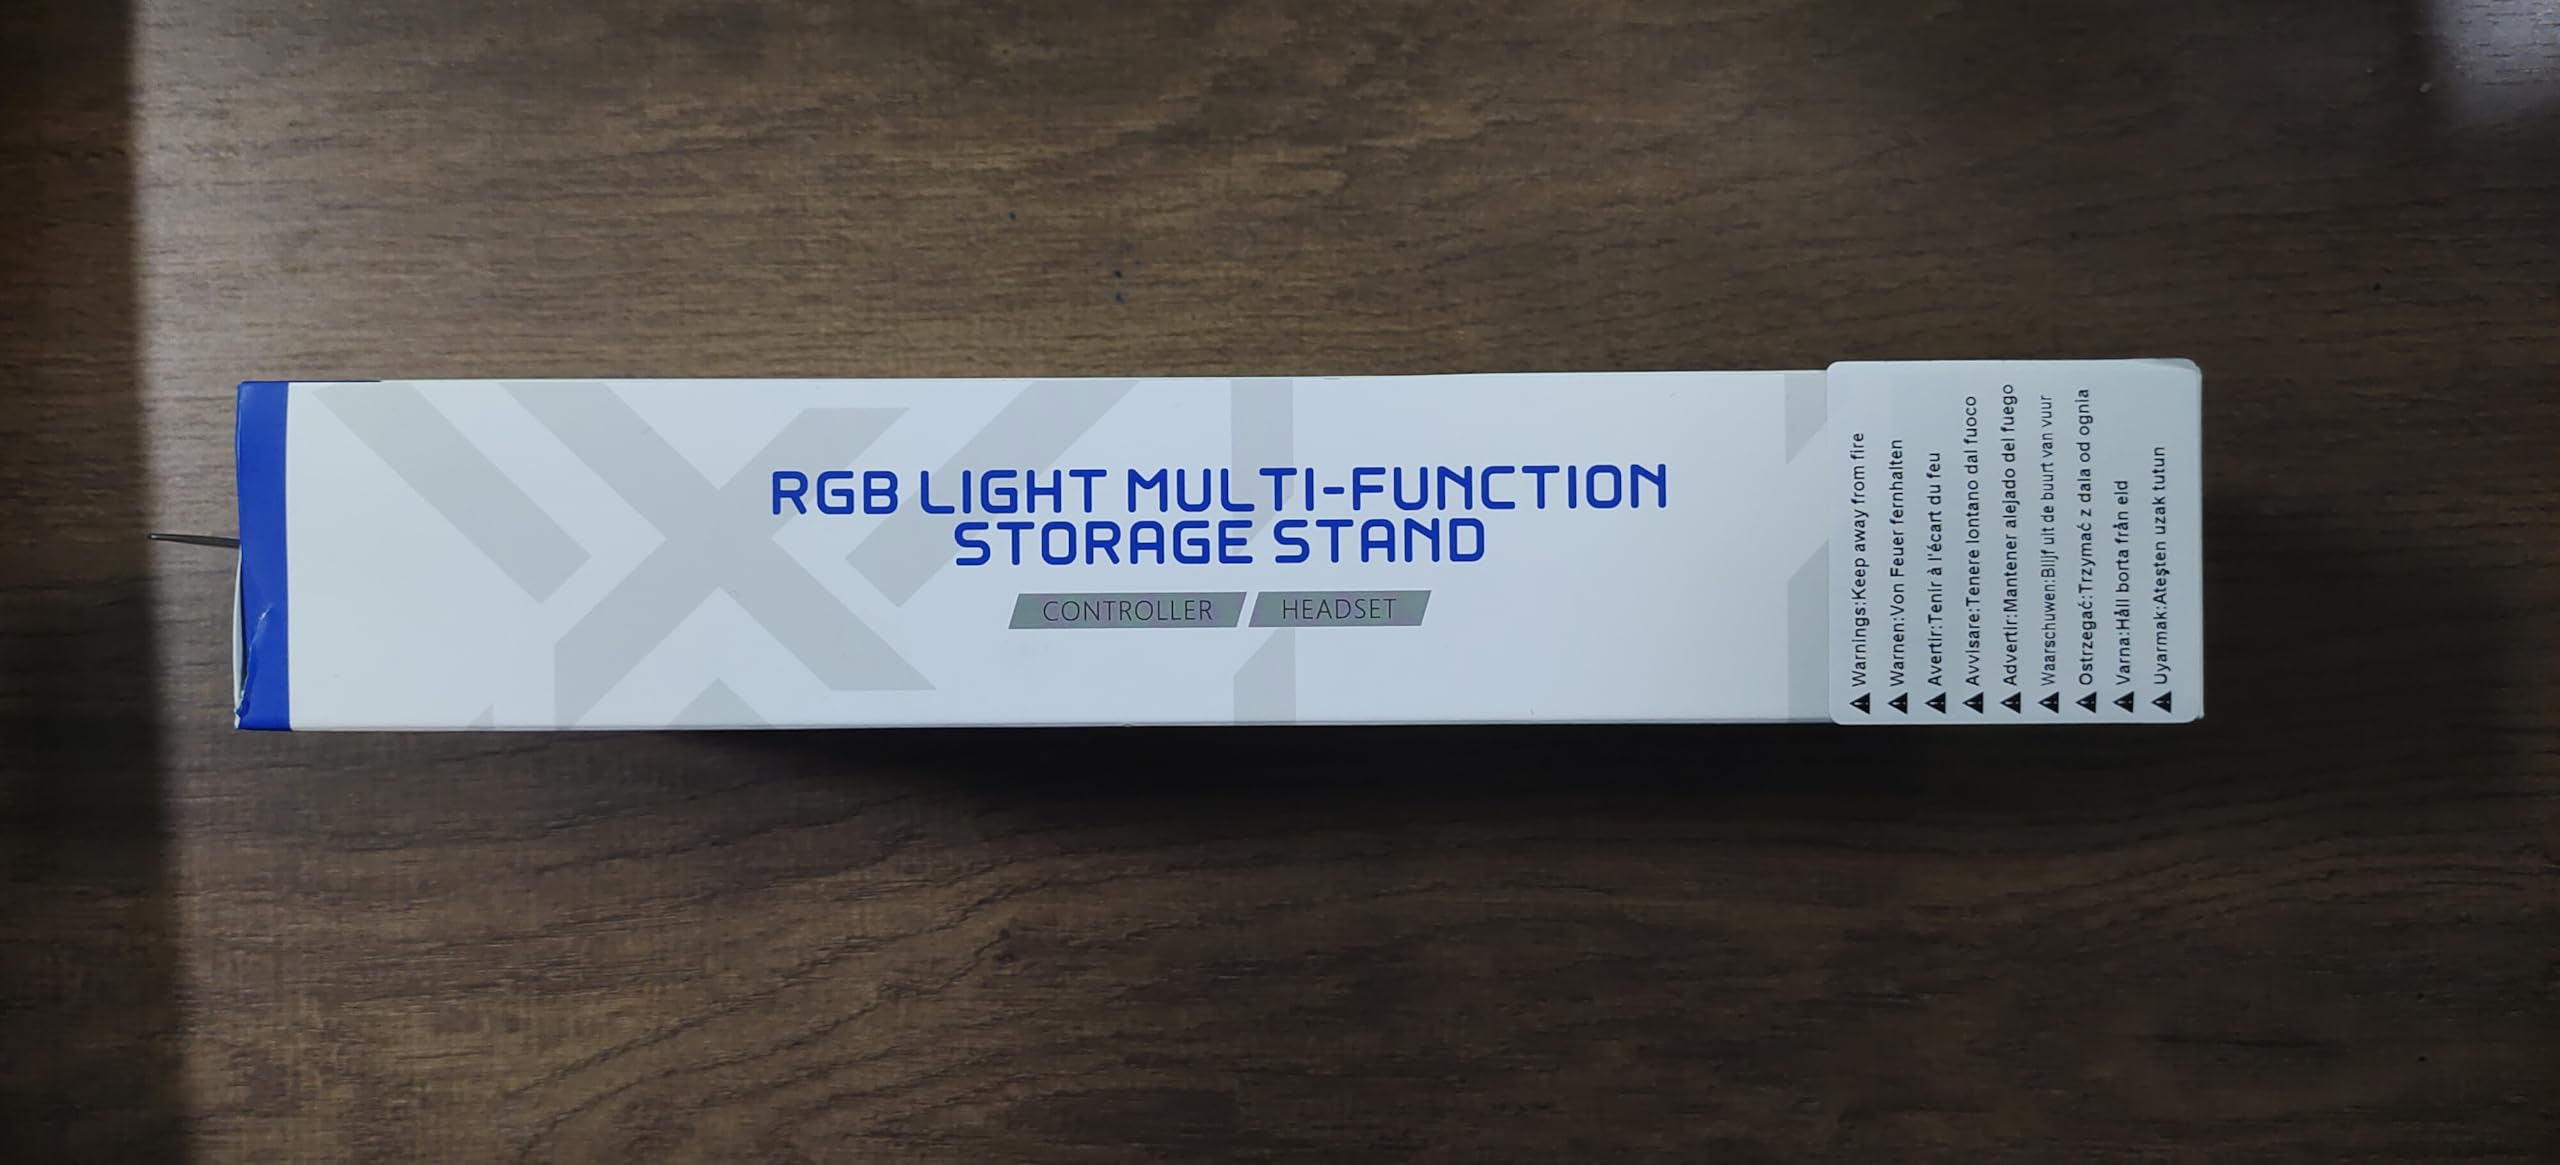 RGB LIGHT MULTI-FUNCTION
STORAGE STAND
CONTROLLER HEADSET
Warnings:Keep away from fire
Warnen:Von Feuer fernhalten
Avertir:Tenir à l'écart du feu
Avvisare:Tenere lontano dal fuoco
Advertir:Mantener alejado del fuego
Waarschuwen:Blijf uit de buurt van vuur
Ostrzegać:Trzymać z dala od ognia
Varna:Håll borta från eld
Uyarmak:Ateşten uzak tutun